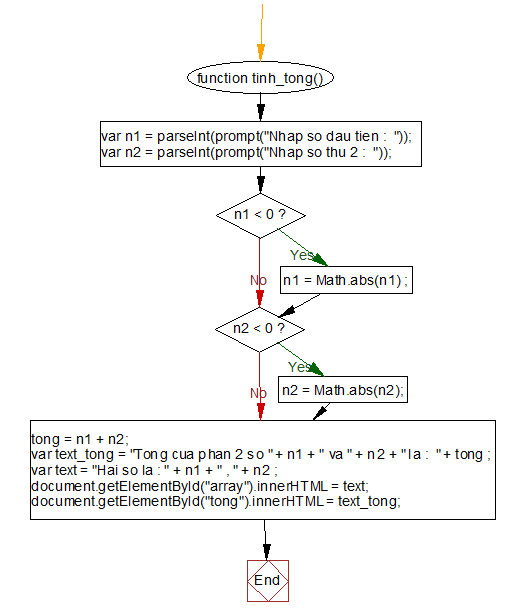 function tinh_tong()
var n1 = parseInt(prompt("Nhap so dau tien : "));
var n2 = parseInt(prompt("Nhap so thu 2 : "));
n1 < 0 ?
Yes
No
n1 = Math.abs(n1) ;
n2 < 0 ?
Yes
No
n2 = Math.abs(n2);
tong = n1 + n2;
var text_tong = "Tong cua phan 2 so " + n1 + " va " + n2 + " la : " + tong ;
var text = "Hai so la : " + n1 + " , " + n2 ;
document.getElementById("array").innerHTML = text;
document.getElementById("tong").innerHTML = text_tong;
End